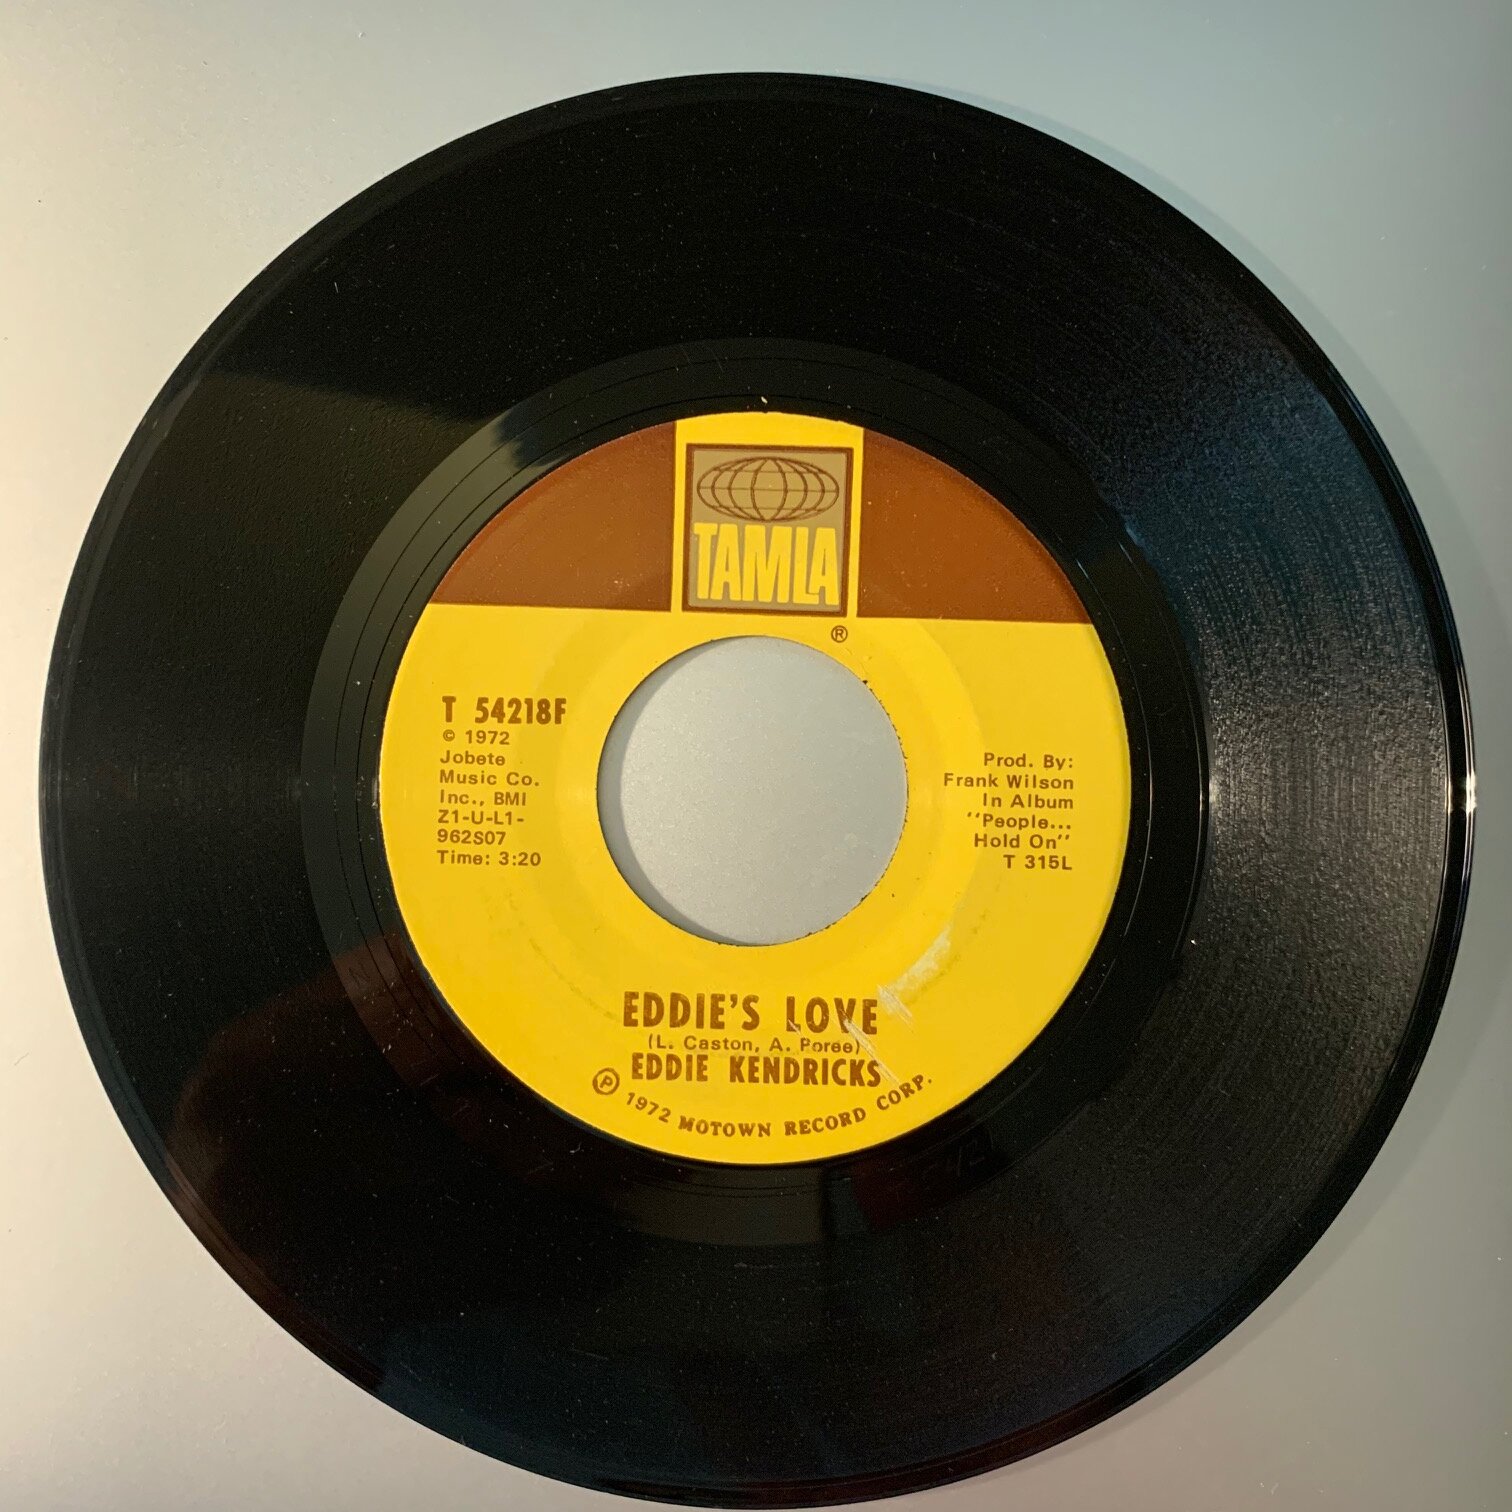 TAMLA
®
T 54218F
© 1972
Jobete
Music Co.
Inc., BMI
Z1-U-L1-
962S07
Time: 3:20
Prod. By:
Frank Wilson
In Album
"People...
Hold On"
T 315L
EDDIE'S LOVE
(L. Caston, A. Poree)
EDDIE KENDRICKS
℗ 1972 MOTOWN RECORD CORP.